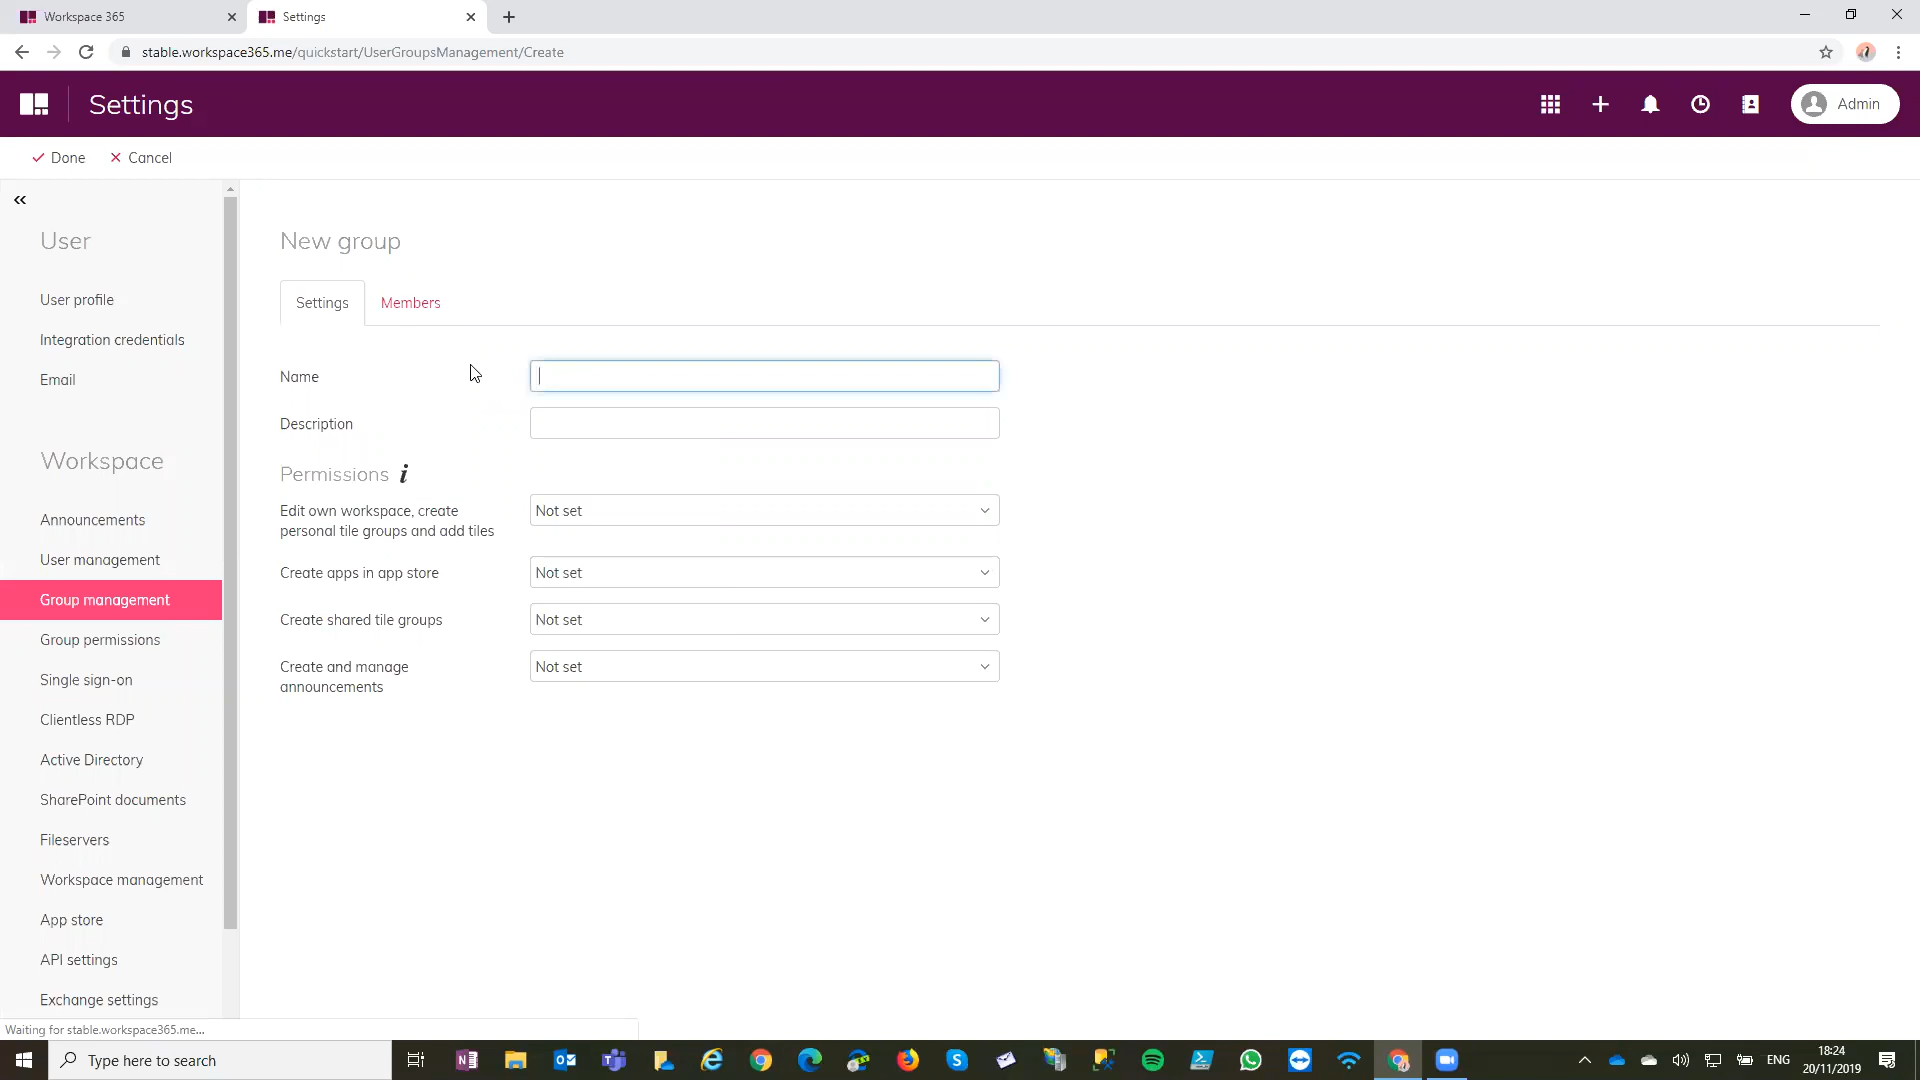 Workspace 365
Settings
stable.workspace365.me/quickstart/UserGroupsManagement/Create
Settings
Admin
Done
Cancel
User
User profile
Integration credentials
Email
Workspace
Announcements
User management
Group management
Group permissions
Single sign-on
Clientless RDP
Active Directory
SharePoint documents
Fileservers
Workspace management
App store
API settings
Exchange settings
New group
Settings
Members
Name
Description
Permissions i
Edit own workspace, create
personal tile groups and add tiles
Not set
Create apps in app store
Not set
Create shared tile groups
Not set
Create and manage
announcements
Not set
Waiting for stable.workspace365.me...
Type here to search
ENG
18:24
20/11/2019